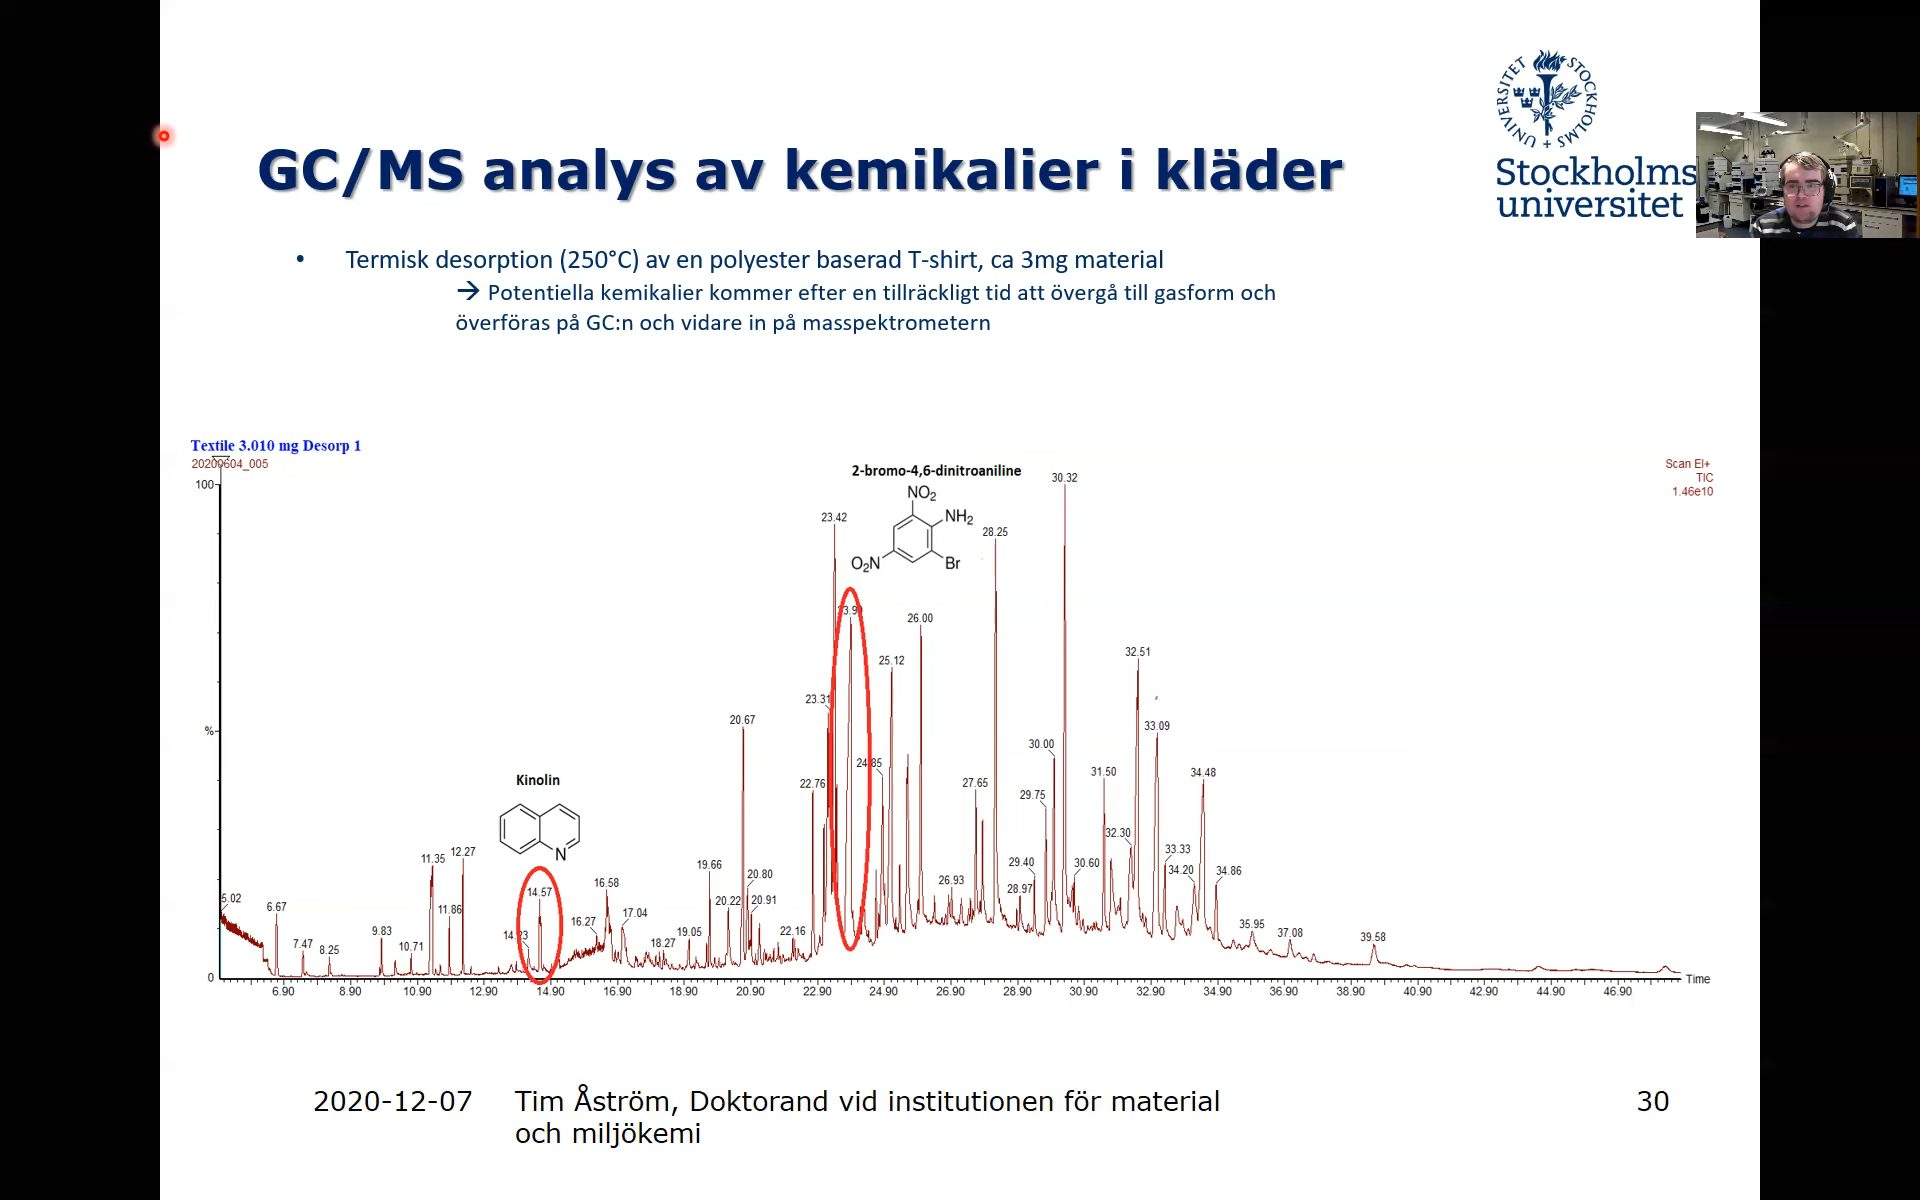 UNIVERSITET STOCKHOLMS
Stockholms
universitet
GC/MS analys av kemikalier i kläder
• Termisk desorption (250°C) av en polyester baserad T-shirt, ca 3mg material
→ Potentiella kemikalier kommer efter en tillräckligt tid att övergå till gasform och
överföras på GC:n och vidare in på masspektrometern
Textile 3.010 mg Desorp 1
20200604_005
Scan EI+
TIC
1.46e10
100
%
0
2-bromo-4,6-dinitroaniline
NO2
NH2
O2N
Br
Kinolin
N
5.02
6.67
7.47
8.25
9.83
10.71
11.35
11.86
12.27
14.57
16.27
16.58
17.04
18.27
19.05
19.66
20.22
20.67
20.80
20.91
22.16
22.76
23.31
23.42
24.85
25.12
26.00
26.93
27.65
28.25
28.97
29.40
29.75
30.00
30.32
30.60
31.50
32.30
32.51
33.09
33.33
34.20
34.48
34.86
35.95
37.08
39.58
6.90 8.90 10.90 12.90 14.90 16.90 18.90 20.90 22.90 24.90 26.90 28.90 30.90 32.90 34.90 36.90 38.90 40.90 42.90 44.90 46.90
Time
2020-12-07 Tim Åström, Doktorand vid institutionen för material 30
och miljökemi